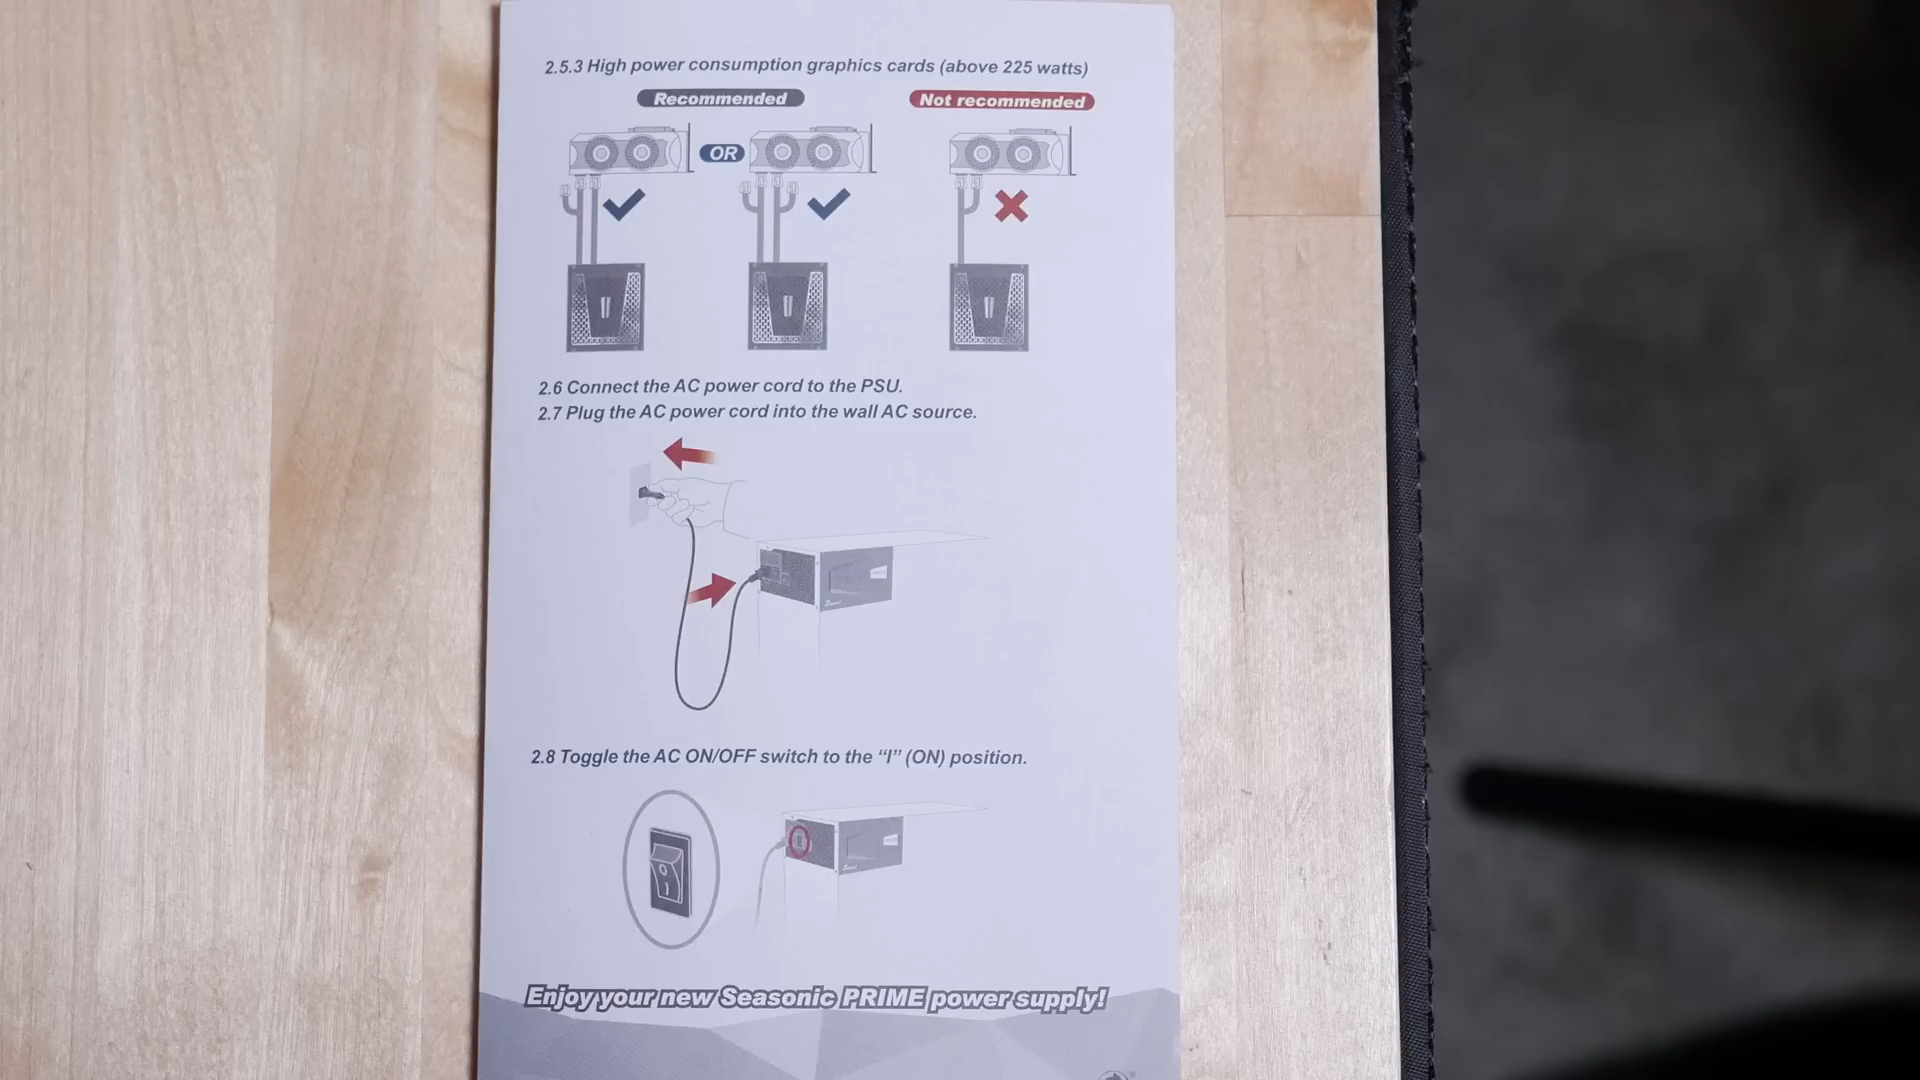 2.5.3 High power consumption graphics cards (above 225 watts)
Recommended
Not recommended
OR
2.6 Connect the AC power cord to the PSU.
2.7 Plug the AC power cord into the wall AC source.
2.8 Toggle the AC ON/OFF switch to the “I” (ON) position.
Enjoy your new Seasonic PRIME power supply!